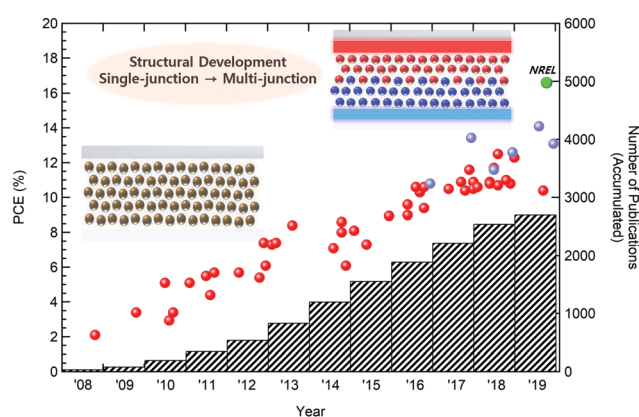 20
18
16
14
12
10
8
6
4
2
0
PCE (%)
Structural Development
Single-junction → Multi-junction
NREL
6000
5000
4000
3000
2000
1000
0
Number of Publications
(Accumulated)
'08 '09 '10 '11 '12 '13 '14 '15 '16 '17 '18 '19
Year